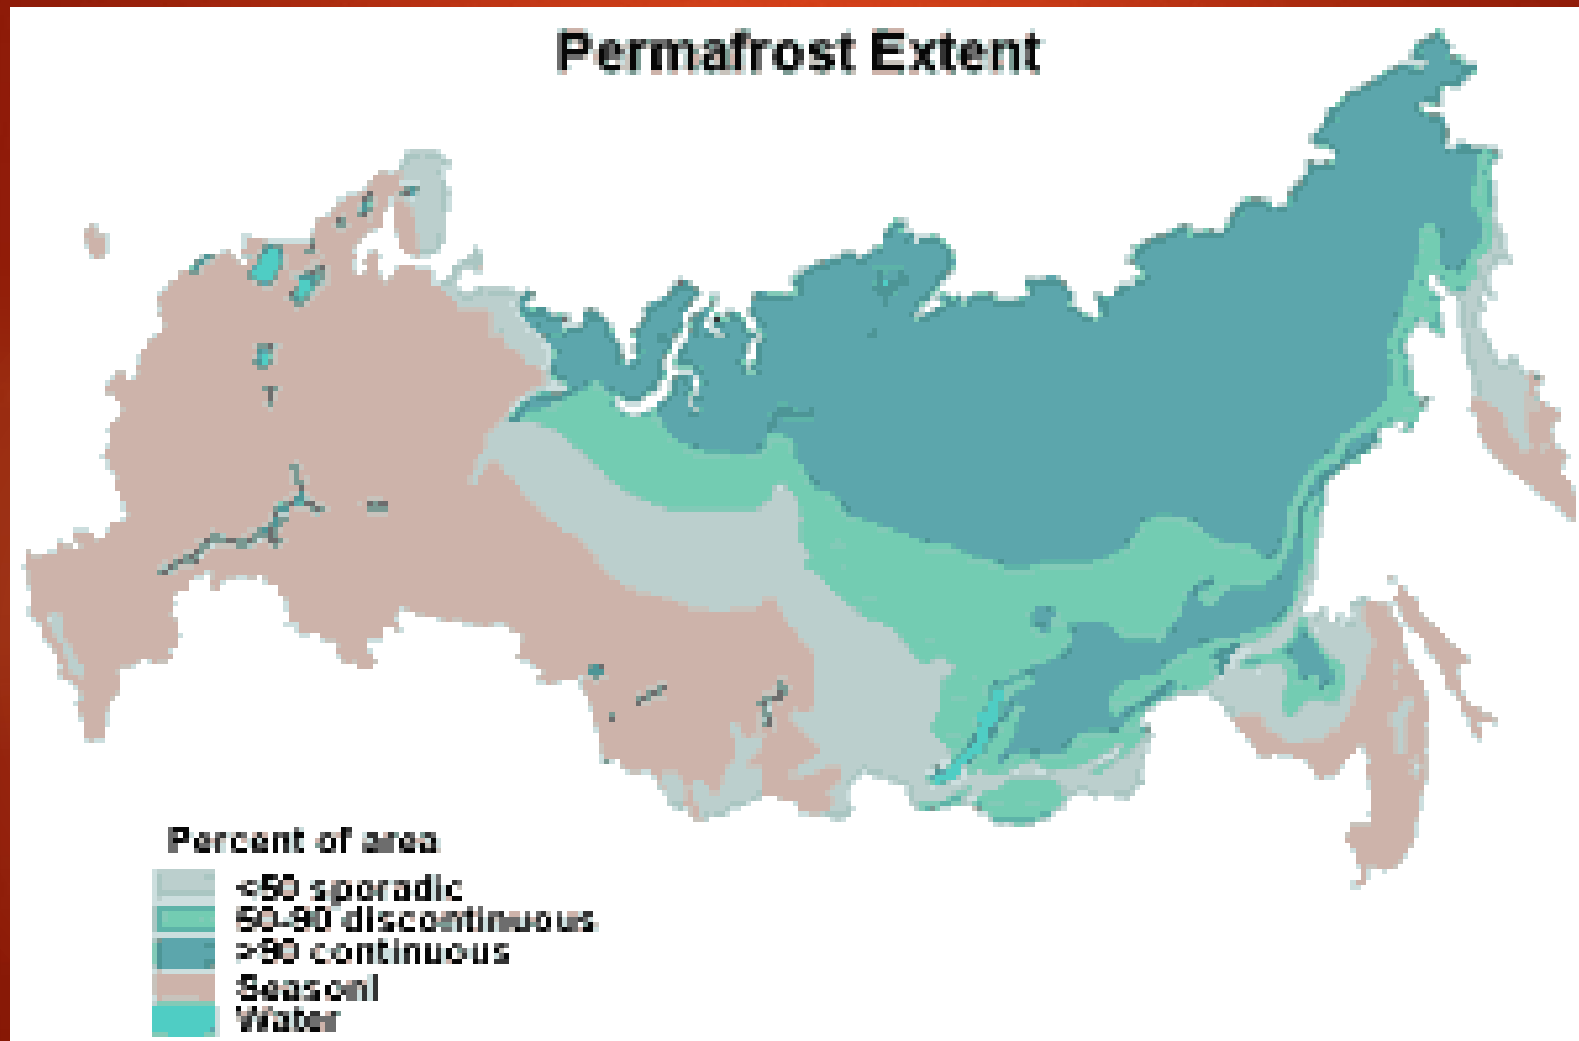 Permafrost Extent
Percent of area
<50 sporadic
50-90 discontinuous
>90 continuous
Seasonl
Water